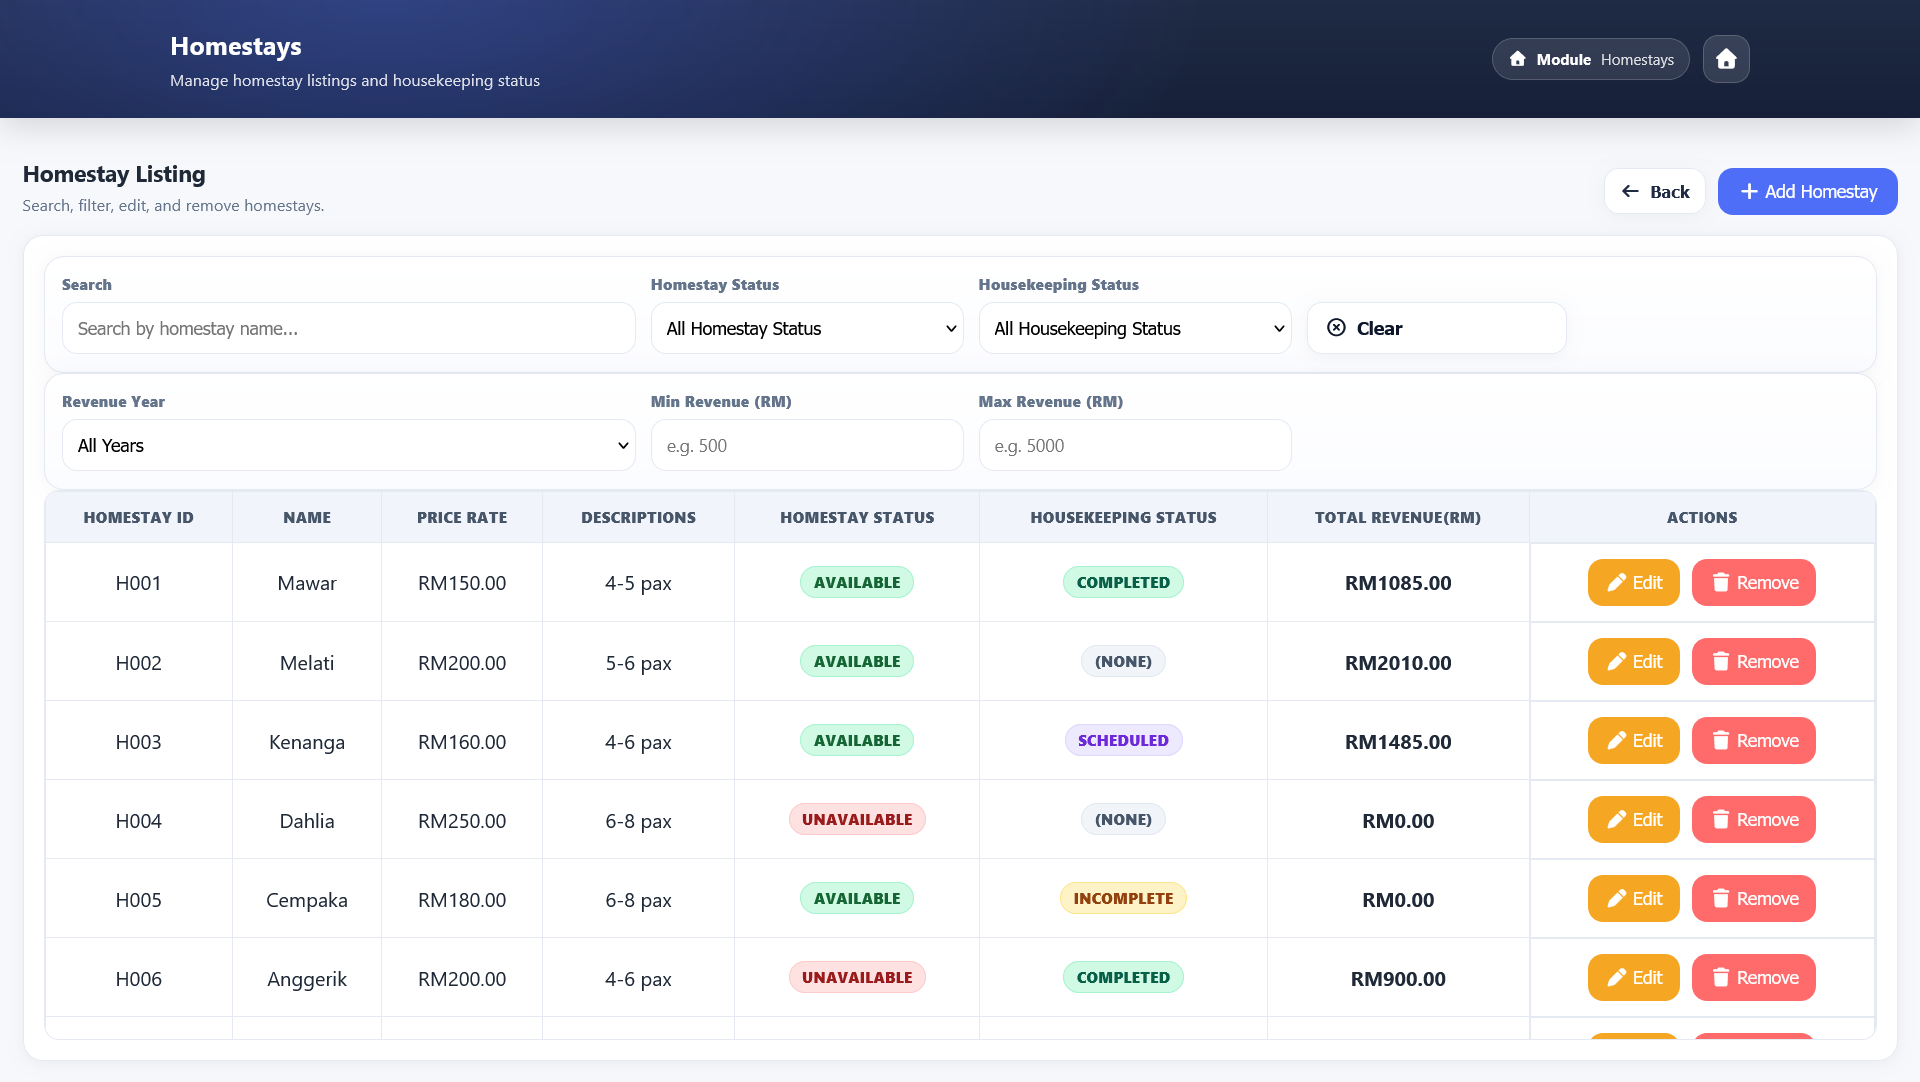 Homestays
Manage homestay listings and housekeeping status
Module Homestays
Homestay Listing
Search, filter, edit, and remove homestays.
Back
Add Homestay
Search
Homestay Status
Housekeeping Status
Search by homestay name...
All Homestay Status
All Housekeeping Status
Clear
Revenue Year
Min Revenue (RM)
Max Revenue (RM)
All Years
e.g. 500
e.g. 5000
HOMESTAY ID NAME PRICE RATE DESCRIPTIONS HOMESTAY STATUS HOUSEKEEPING STATUS TOTAL REVENUE(RM) ACTIONS
H001 Mawar RM150.00 4-5 pax AVAILABLE COMPLETED RM1085.00 Edit Remove
H002 Melati RM200.00 5-6 pax AVAILABLE (NONE) RM2010.00 Edit Remove
H003 Kenanga RM160.00 4-6 pax AVAILABLE SCHEDULED RM1485.00 Edit Remove
H004 Dahlia RM250.00 6-8 pax UNAVAILABLE (NONE) RM0.00 Edit Remove
H005 Cempaka RM180.00 6-8 pax AVAILABLE INCOMPLETE RM0.00 Edit Remove
H006 Anggerik RM200.00 4-6 pax UNAVAILABLE COMPLETED RM900.00 Edit Remove